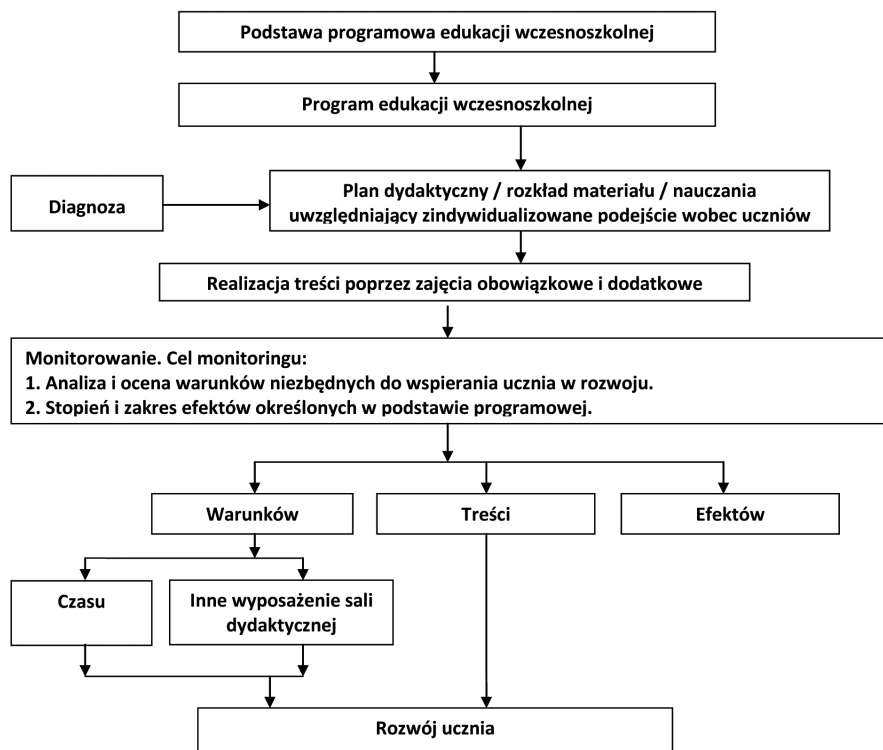 Podstawa programowa edukacji wczesnoszkolnej
Program edukacji wczesnoszkolnej
Diagnoza
Plan dydaktyczny / rozkład materiału / nauczania
uwzględniający zindywidualizowane podejście wobec uczniów
Realizacja treści poprzez zajęcia obowiązkowe i dodatkowe
Monitorowanie. Cel monitoringu:
1. Analiza i ocena warunków niezbędnych do wspierania ucznia w rozwoju.
2. Stopień i zakres efektów określonych w podstawie programowej.
Warunków
Treści
Efektów
Czasu
Inne wyposażenie sali
dydaktycznej
Rozwój ucznia